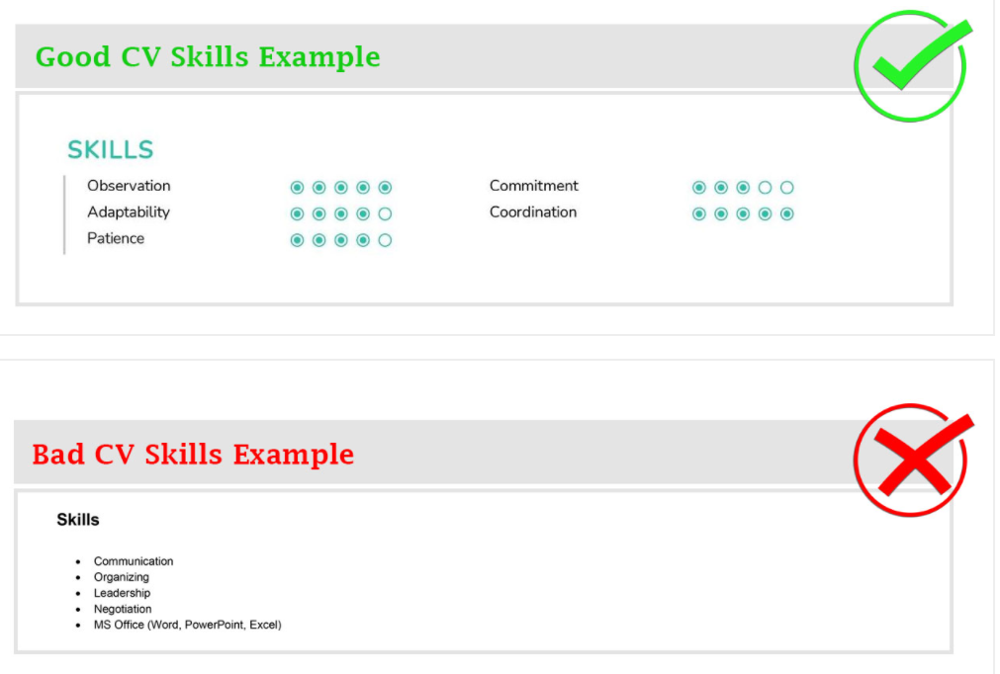 Good CV Skills Example
SKILLS
Observation
Adaptability
Patience
Commitment
Coordination
Bad CV Skills Example
Skills
Communication
Organizing
Leadership
Negotiation
MS Office (Word, PowerPoint, Excel)